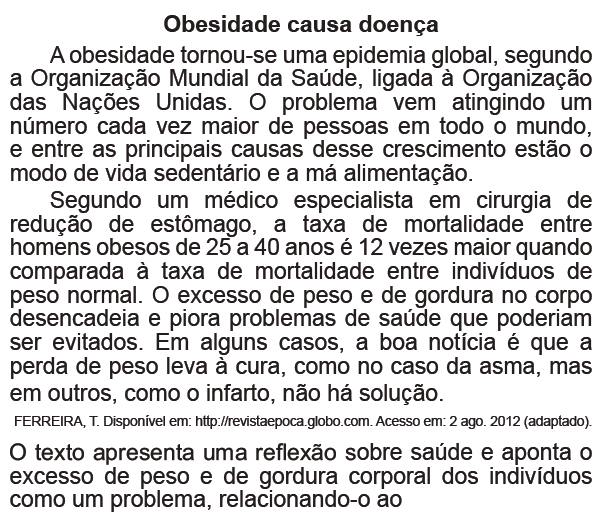 Obesidade causa doença
A obesidade tornou-se uma epidemia global, segundo
a Organização Mundial da Saúde, ligada à Organização
das Nações Unidas. O problema vem atingindo um
número cada vez maior de pessoas em todo o mundo,
e entre as principais causas desse crescimento estão o
modo de vida sedentário e a má alimentação.
Segundo um médico especialista em cirurgia de
redução de estômago, a taxa de mortalidade entre
homens obesos de 25 a 40 anos é 12 vezes maior quando
comparada à taxa de mortalidade entre indivíduos de
peso normal. O excesso de peso e de gordura no corpo
desencadeia e piora problemas de saúde que poderiam
ser evitados. Em alguns casos, a boa notícia é que a
perda de peso leva à cura, como no caso da asma, mas
em outros, como o infarto, não há solução.
FERREIRA, T. Disponível em: http://revistaepoca.globo.com. Acesso em: 2 ago. 2012 (adaptado).
O texto apresenta uma reflexão sobre saúde e aponta o
excesso de peso e de gordura corporal dos indivíduos
como um problema, relacionando-o ao